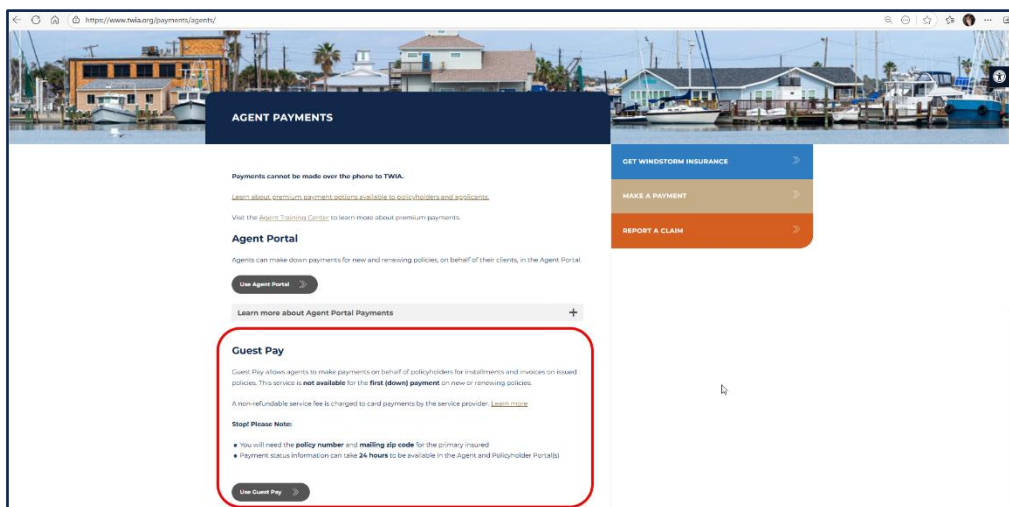 https://www.twia.org/payments/agents/
AGENT PAYMENTS
Payments cannot be made over the phone to TWIA.
Learn about premium payment options available to policyholders and applicants.
Visit the Agent Training Center to learn more about premium payments.
Agent Portal
Agents can make down payments for new and renewing policies, on behalf of their clients, in the Agent Portal
Use Agent Portal
Learn more about Agent Portal Payments
Guest Pay
Guest Pay allows agents to make payments on behalf of policyholders for installments and invoices on issued
policies. This service is not available for the first (down) payment on new or renewing policies.
A non-refundable service fee is charged to card payments by the service provider. Learn more
Stop! Please Note:
You will need the policy number and mailing zip code for the primary insured
Payment status information can take 24 hours to be available in the Agent and Policyholder Portal(s)
Use Guest Pay
GET WINDSTORM INSURANCE
MAKE A PAYMENT
REPORT A CLAIM